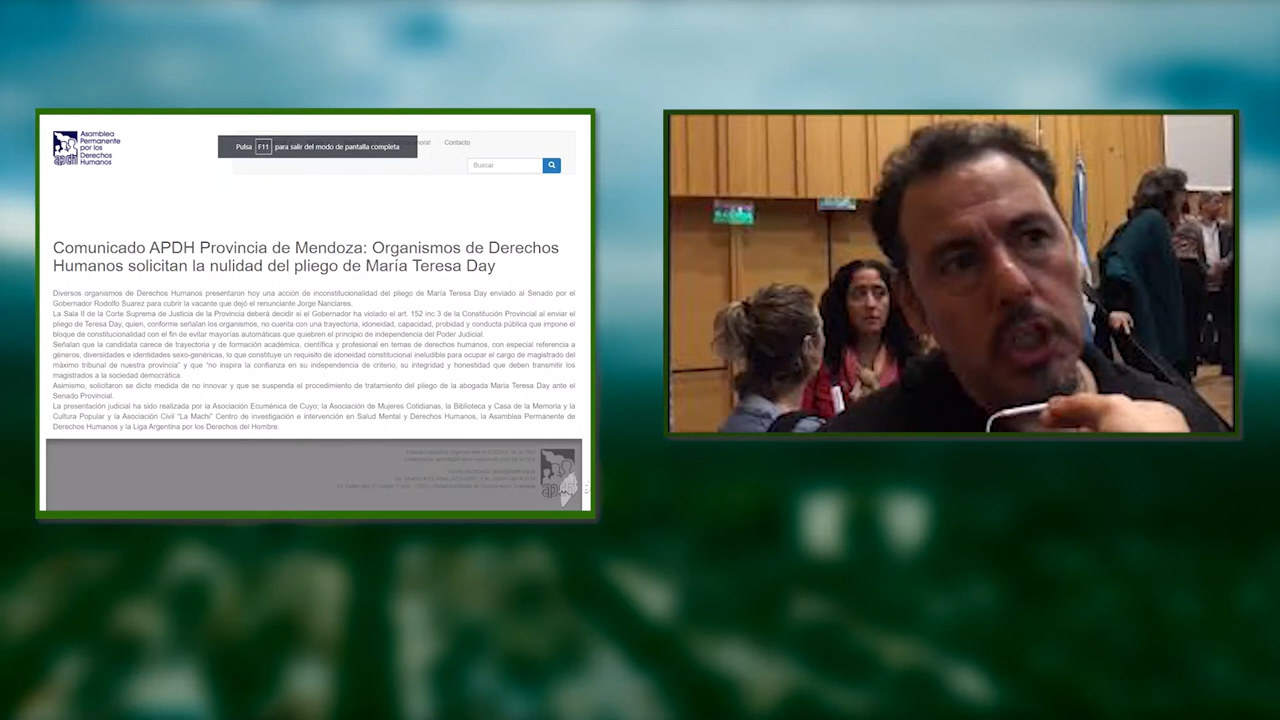 Asamblea
Permanente
por los
Derechos
Humanos
apdh
Pulsa F11 para salir del modo de pantalla completa
ahora!
Contacto
Buscar
Comunicado APDH Provincia de Mendoza: Organismos de Derechos
Humanos solicitan la nulidad del pliego de María Teresa Day
Diversos organismos de Derechos Humanos presentaron hoy una acción de inconstitucionalidad del pliego de María Teresa Day enviado al Senado por el
Gobernador Rodolfo Suarez para cubrir la vacante que dejó el renunciante Jorge Nanclares.
La Sala II de la Corte Suprema de Justicia de la Provincia deberá decidir si el Gobernador ha violado el art. 152 inc 3 de la Constitución Provincial al enviar el
pliego de Teresa Day, quien, conforme señalan los organismos, no cuenta con una trayectoria, idoneidad, capacidad, probidad y conducta pública que impone el
bloque de constitucionalidad con el fin de evitar mayorías automáticas que quiebren el principio de independencia del Poder Judicial.
Señalan que la candidata carece de trayectoria y de formación académica, científica y profesional en temas de derechos humanos, con especial referencia a
géneros, diversidades e identidades sexo-genéricas, lo que constituye un requisito de idoneidad constitucional ineludible para ocupar el cargo de magistrado del
máximo tribunal de nuestra provincia" y que "no inspira la confianza en su independencia de criterio, su integridad y honestidad que deben transmitir los
magistrados a la sociedad democrática.
Asimismo, solicitaron se dicte medida de no innovar y que se suspenda el procedimiento de tratamiento del pliego de la abogada María Teresa Day ante el
Senado Provincial.
La presentación judicial ha sido realizada por la Asociación Ecuménica de Cuyo, la Asociación de Mujeres Cotidianas, la Biblioteca y Casa de la Memoria y la
Cultura Popular y la Asociación Civil "La Machi" Centro de investigación e intervención en Salud Mental y Derechos Humanos, la Asamblea Permanente de
Derechos Humanos y la Liga Argentina por los Derechos del Hombre.